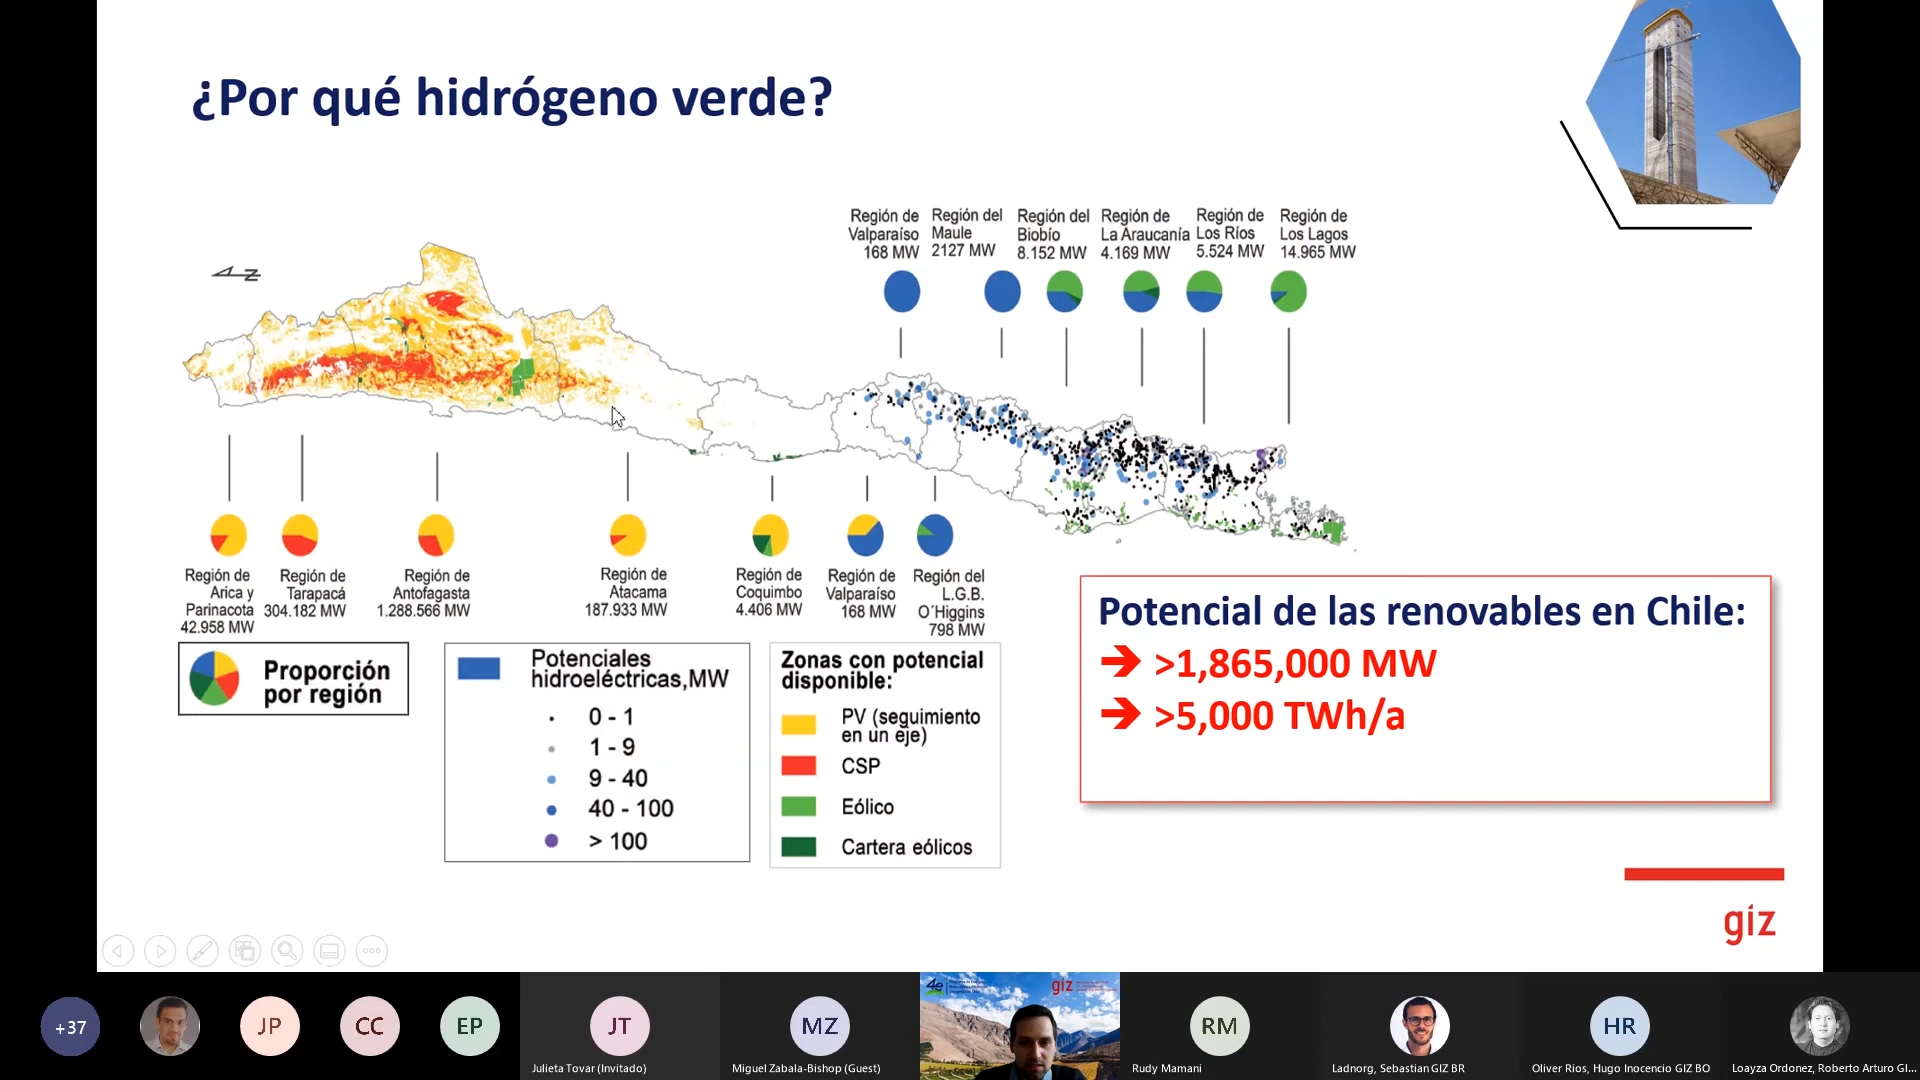 ¿Por qué hidrógeno verde?
Región de
Valparaíso
168 MW
Región del
Maule
2127 MW
Región del
Biobío
8.152 MW
Región de
La Araucanía
4.169 MW
Región de
Los Ríos
5.524 MW
Región de
Los Lagos
14.965 MW
Región de
Arica y
Parinacota
42.958 MW
Región de
Tarapacá
304.182 MW
Región de
Antofagasta
1.288.566 MW
Región de
Atacama
187.933 MW
Región de
Coquimbo
4.406 MW
Región de
Valparaíso
168 MW
Región del
L.G.B.
O´Higgins
798 MW
Proporción
por región
Potenciales
hidroeléctricas,MW
0 - 1
1 - 9
9 - 40
40 - 100
> 100
Zonas con potencial
disponible:
PV (seguimiento
en un eje)
CSP
Eólico
Cartera eólicos
Potencial de las renovables en Chile:
➔ >1,865,000 MW
➔ >5,000 TWh/a
giz
+37
JP
CC
EP
JT
Julieta Tovar (Invitado)
MZ
Miguel Zabala-Bishop (Guest)
4e
giz
RM
Rudy Mamani
Ladnorg, Sebastian GIZ BR
HR
Oliver Rios, Hugo Inocencio GIZ BO
Loayza Ordonez, Roberto Arturo GI...